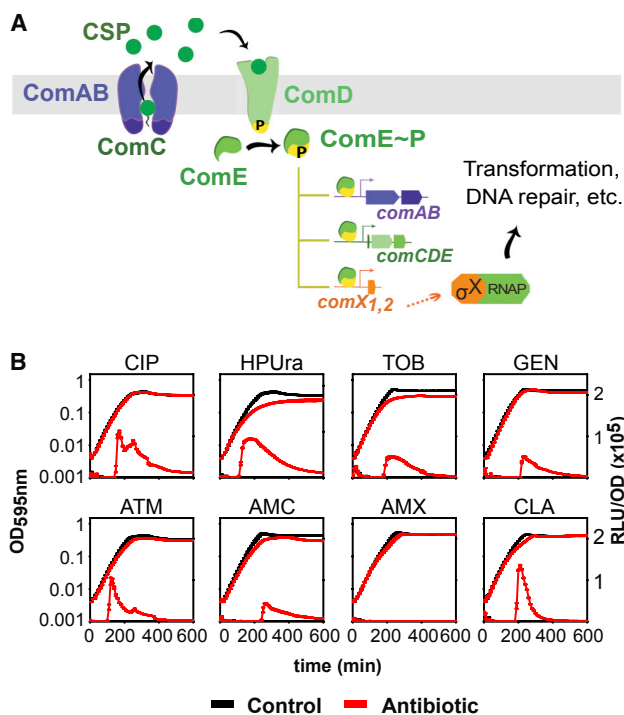 A
CSP
ComAB
ComD
ComC
P
ComE
P
ComE~P
Transformation,
DNA repair, etc.
comAB
comCDE
comX1,2
σX RNAP
B
CIP HPUra TOB GEN
1
0.1
0.01
0.001
2
1
ATM AMC AMX CLA
1
0.1
0.01
0.001
2
1
OD595nm
RLU/OD (x10⁵)
0 200 400 600 0 200 400 600 0 200 400 600 0 200 400 600
time (min)
Control Antibiotic